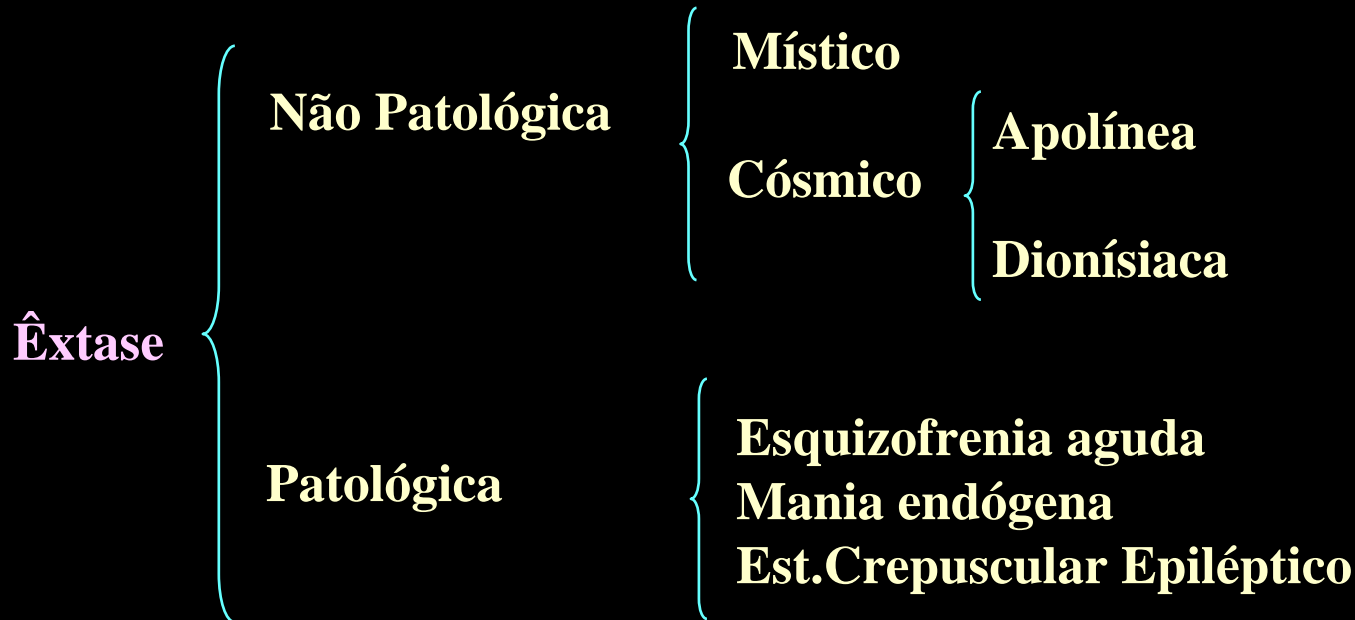 Êxtase
Não Patológica
Místico
Cósmico
Apolínea
Dionísiaca
Patológica
Esquizofrenia aguda
Mania endógena
Est.Crepuscular Epiléptico